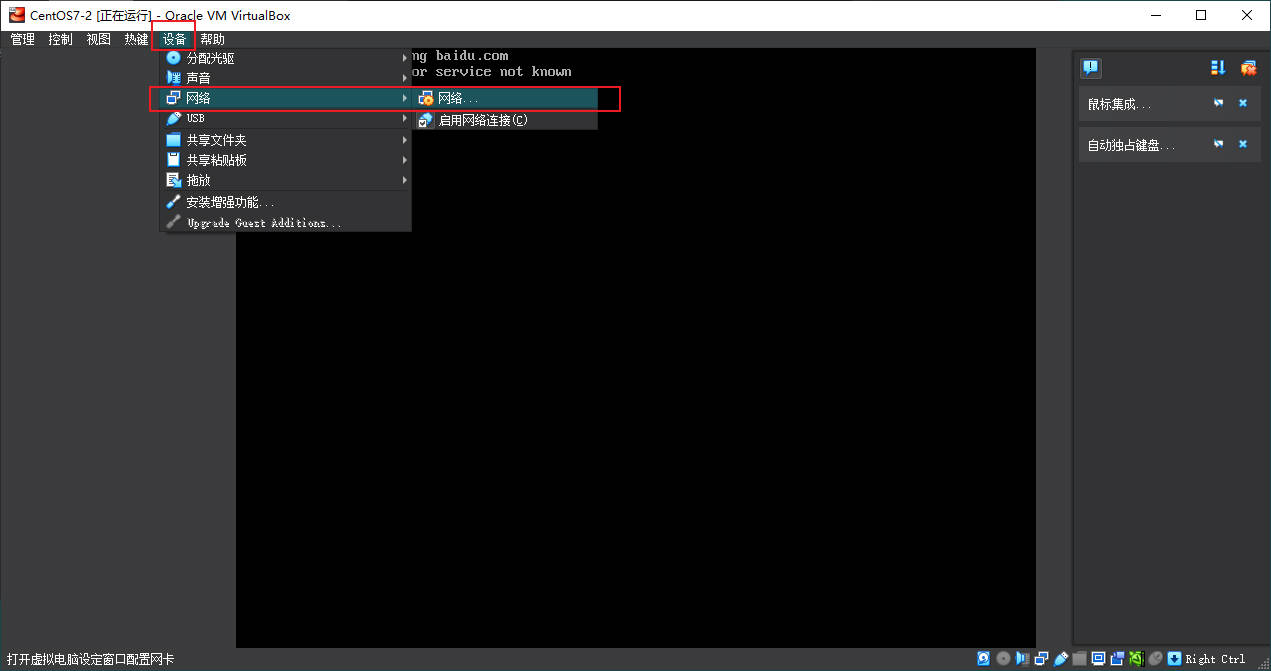 CentOS7-2 [正在运行] - Oracle VM VirtualBox
管理 控制 视图 热键 设备 帮助
ng baidu.com
or service not known
分配光驱
声音
网络
USB
共享文件夹
共享粘贴板
拖放
安装增强功能...
Upgrade Guest Additions...
网络...
启用网络连接(C)
鼠标集成...
自动独占键盘...
打开虚拟电脑设定窗口配置网卡
Right Ctrl